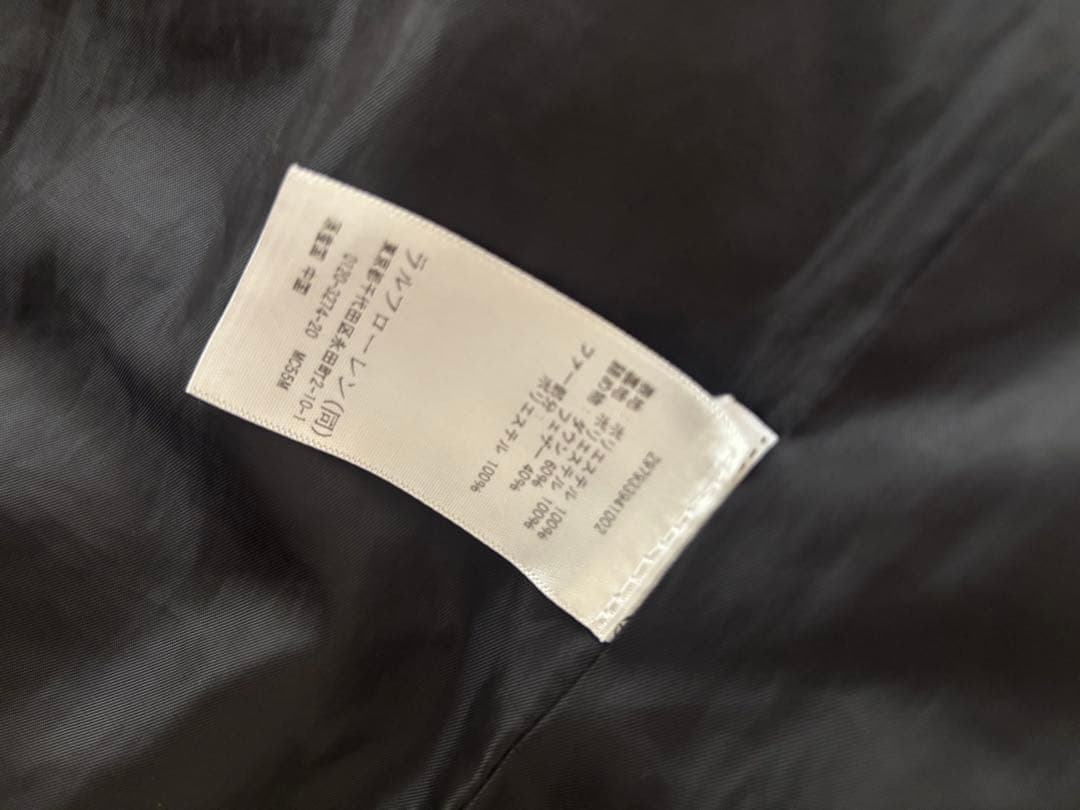 297933941002
表地 : ポリエステル 100%
裏地 : ポリエステル 100%
詰め物 : ダウン 60%
フェザー 40%
ファー部分 : ポリエステル 100%
ラルフローレン(同)
東京都千代田区永田町2-10-1
0120-3274-20 MC55M
原産国 中国